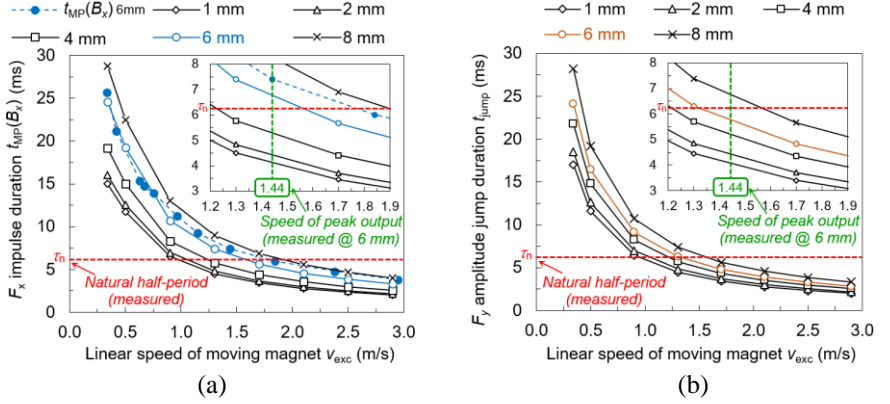 t_MP(B_x) 6mm 1 mm 2 mm
4 mm 6 mm 8 mm
F_x impulse duration t_MP(B_x) (ms)
30
25
20
15
10
5
0
0.0 0.5 1.0 1.5 2.0 2.5 3.0
τ_n
Natural half-period
(measured)
8
7
6
5
4
3
2
τ_n
1.2 1.3 1.4 1.5 1.6 1.7 1.8 1.9
1.44
Speed of peak output
(measured @ 6 mm)
Linear speed of moving magnet v_exc (m/s)
(a)
1 mm 2 mm 4 mm
6 mm 8 mm
F_y amplitude jump duration t_jump (ms)
30
25
20
15
10
5
0
0.0 0.5 1.0 1.5 2.0 2.5 3.0
τ_n
Natural half-period
(measured)
8
7
6
5
4
3
τ_n
1.2 1.3 1.4 1.5 1.6 1.7 1.8 1.9
1.44
Speed of peak output
(measured @ 6 mm)
Linear speed of moving magnet v_exc (m/s)
(b)